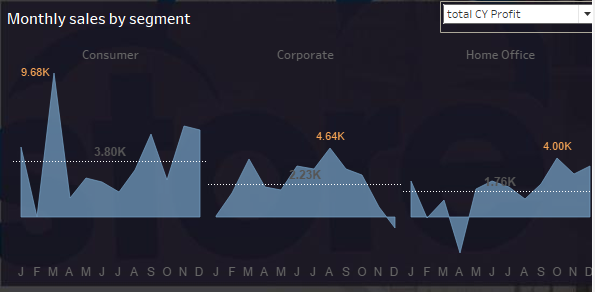 Monthly sales by segment
total CY Profit
Consumer
Corporate
Home Office
9.68K
3.80K
4.64K
2.23K
4.00K
1.76K
J F M A M J J A S O N D
J F M A M J J A S O N D
J F M A M J J A S O N D